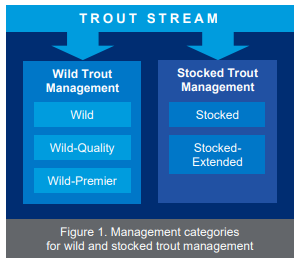 TROUT STREAM
Wild Trout
Management
Wild
Wild-Quality
Wild-Premier
Stocked Trout
Management
Stocked
Stocked-
Extended
Figure 1. Management categories
for wild and stocked trout management